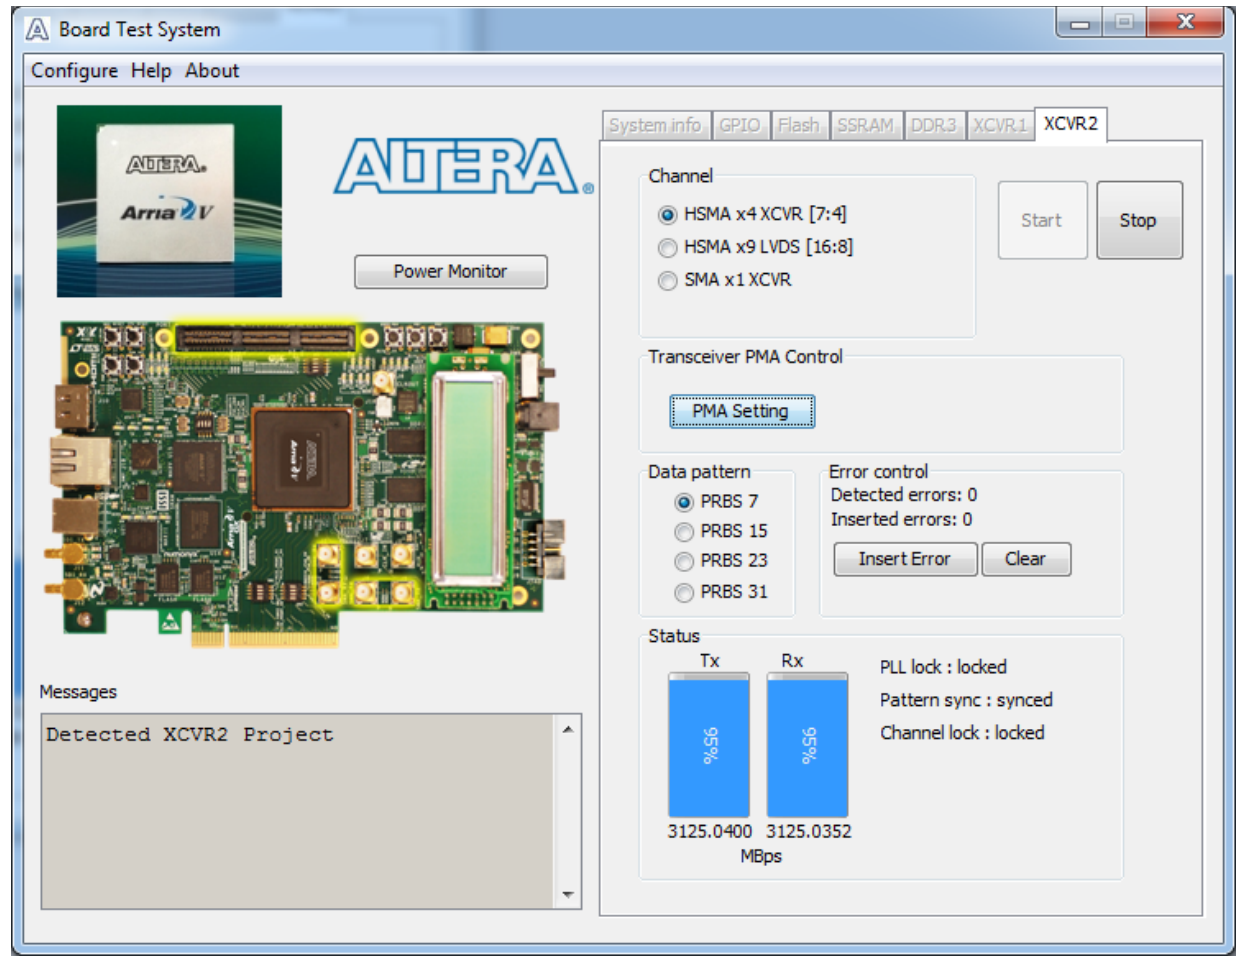 Board Test System
Configure Help About
ALTERA.
Arria V
ALTERA®
Power Monitor
System info GPIO Flash SSRAM DDR3 XCVR1 XCVR2
Channel
HSMA x4 XCVR [7:4]
HSMA x9 LVDS [16:8]
SMA x1 XCVR
Start
Stop
Transceiver PMA Control
PMA Setting
Data pattern
PRBS 7
PRBS 15
PRBS 23
PRBS 31
Error control
Detected errors: 0
Inserted errors: 0
Insert Error Clear
Status
Tx Rx
95% 95%
3125.0400 3125.0352
MBps
PLL lock : locked
Pattern sync : synced
Channel lock : locked
ALTERA
Arria V
Messages
Detected XCVR2 Project